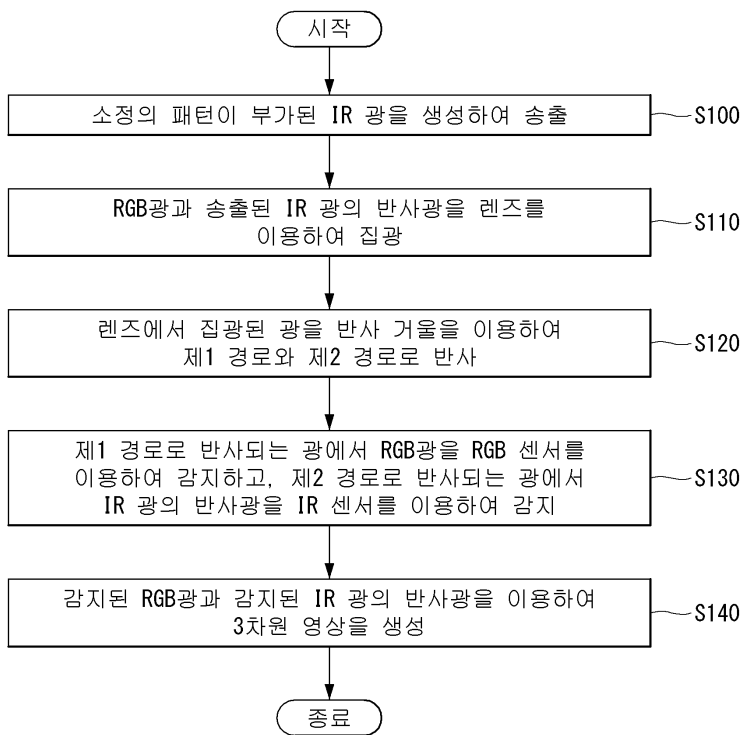 시작
소정의 패턴이 부가된 IR 광을 생성하여 송출
S100
RGB광과 송출된 IR 광의 반사광을 렌즈를
이용하여 집광
S110
렌즈에서 집광된 광을 반사 거울을 이용하여
제1 경로와 제2 경로로 반사
S120
제1 경로로 반사되는 광에서 RGB광을 RGB 센서를
이용하여 감지하고, 제2 경로로 반사되는 광에서
IR 광의 반사광을 IR 센서를 이용하여 감지
S130
감지된 RGB광과 감지된 IR 광의 반사광을 이용하여
3차원 영상을 생성
S140
종료